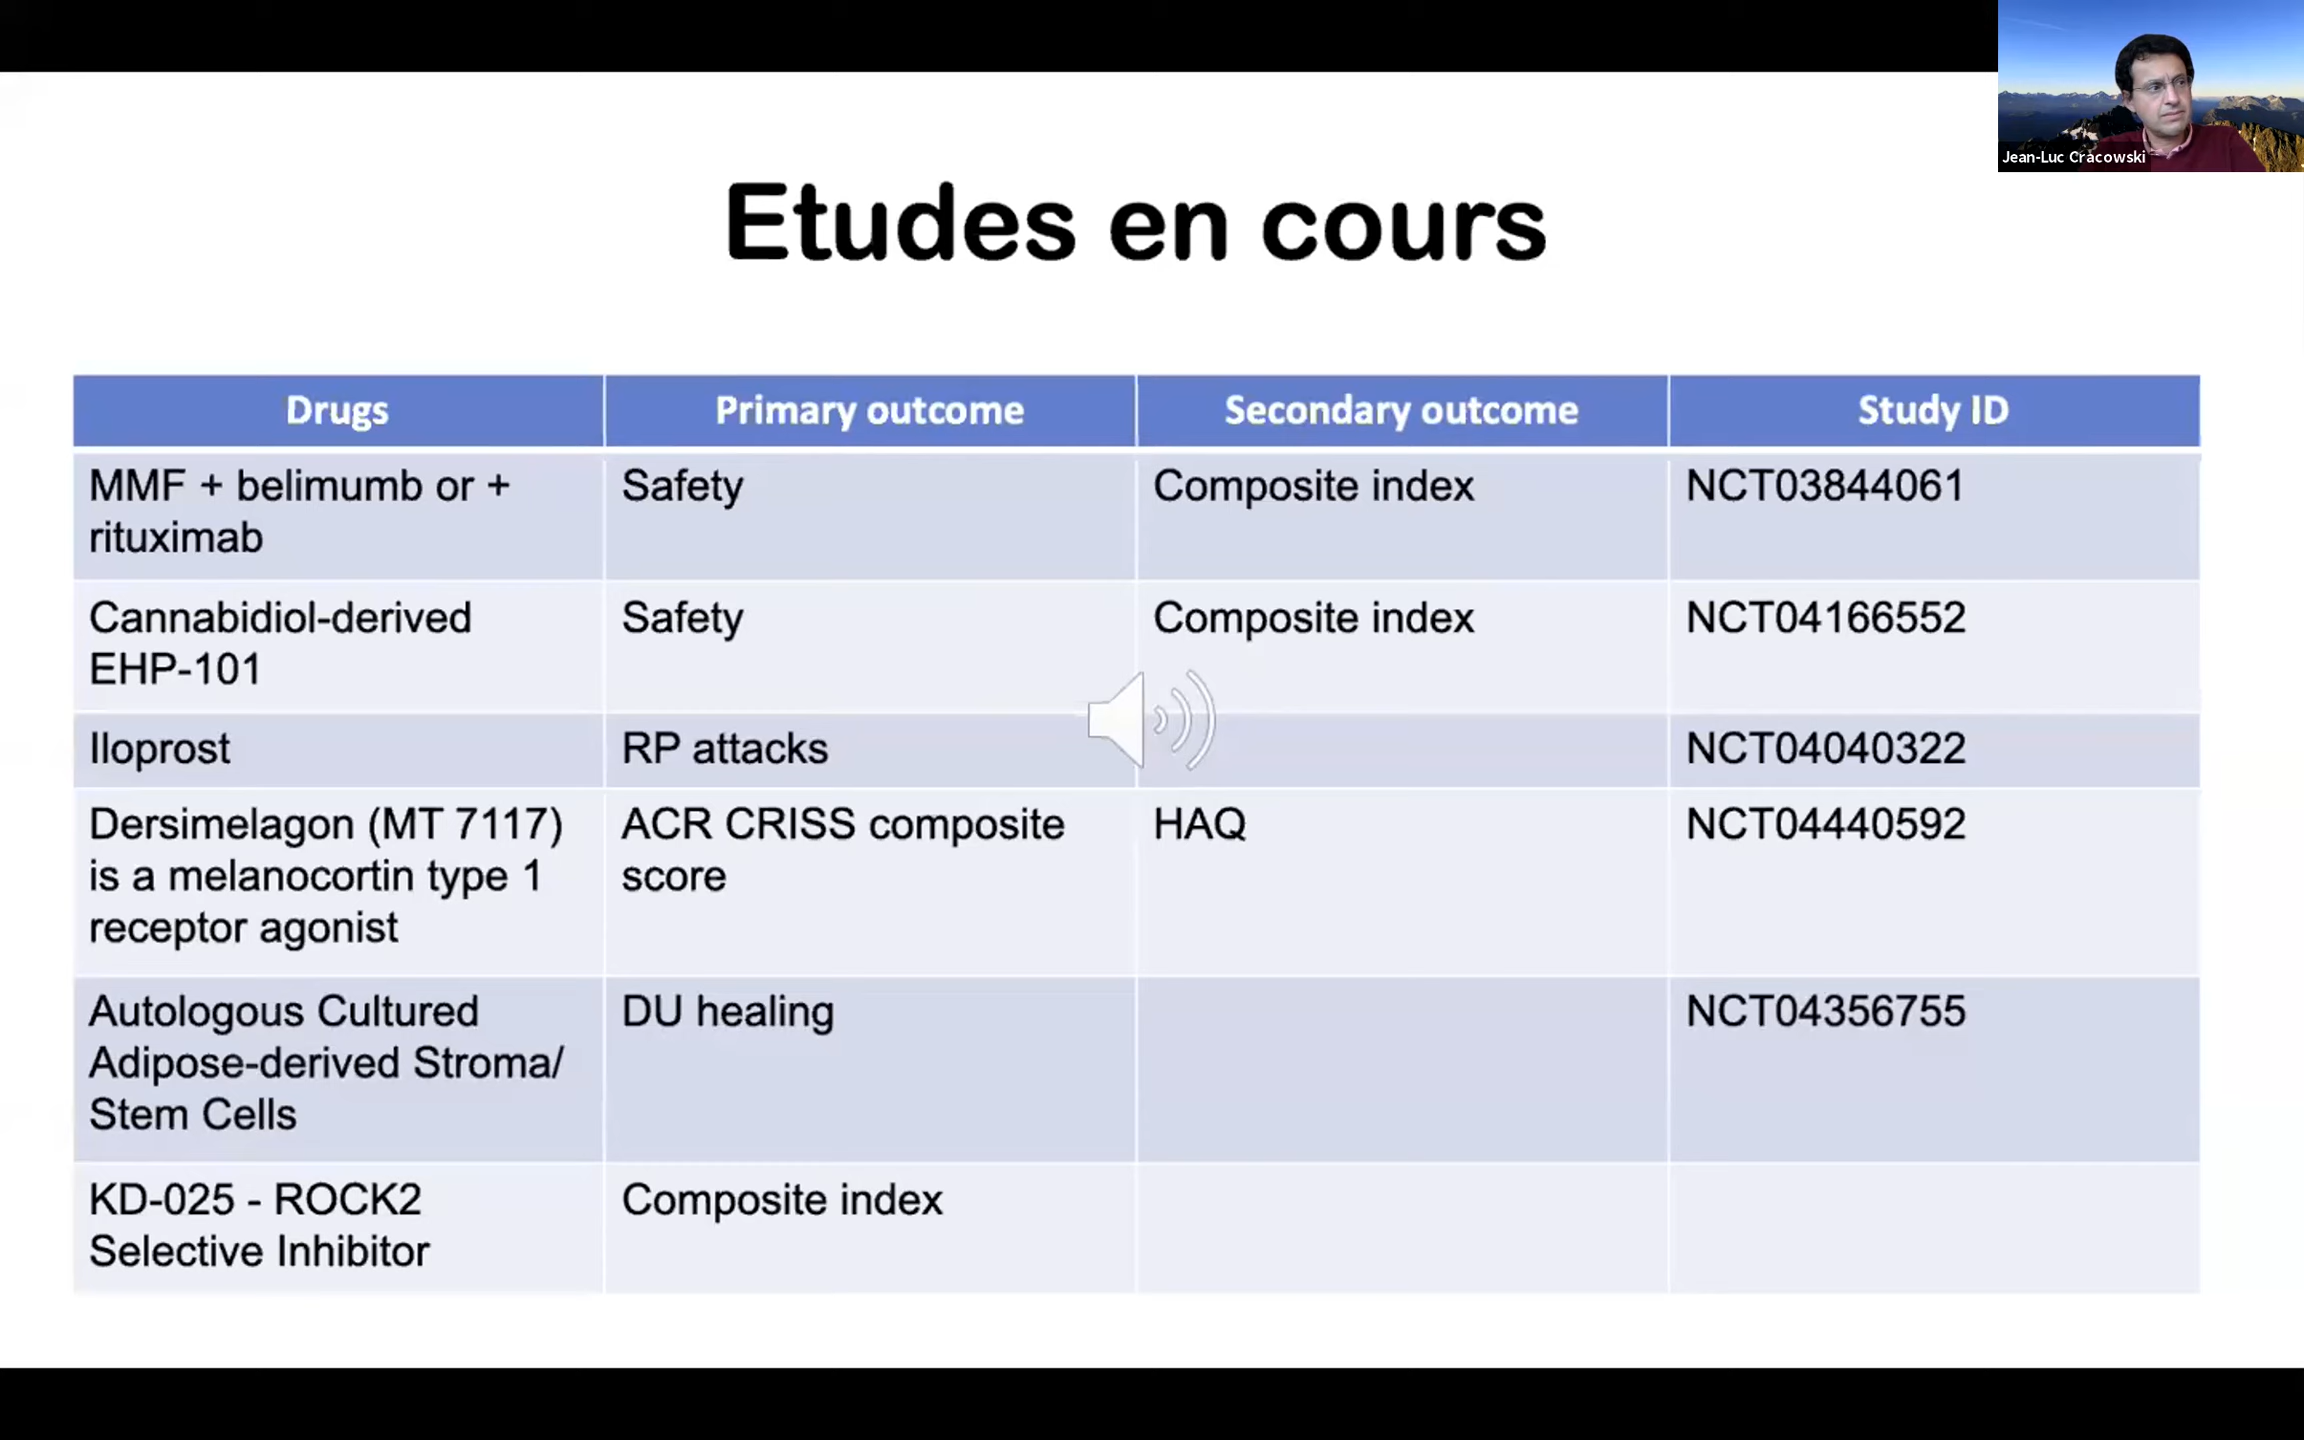 Jean-Luc Cracowski
Etudes en cours
Drugs
Primary outcome
Secondary outcome
Study ID
MMF + belimumb or +
rituximab
Safety
Composite index
NCT03844061
Cannabidiol-derived
EHP-101
Safety
Composite index
NCT04166552
Iloprost
RP attacks
NCT04040322
Dersimelagon (MT 7117)
is a melanocortin type 1
receptor agonist
ACR CRISS composite
score
HAQ
NCT04440592
Autologous Cultured
Adipose-derived Stroma/
Stem Cells
DU healing
NCT04356755
KD-025 - ROCK2
Selective Inhibitor
Composite index